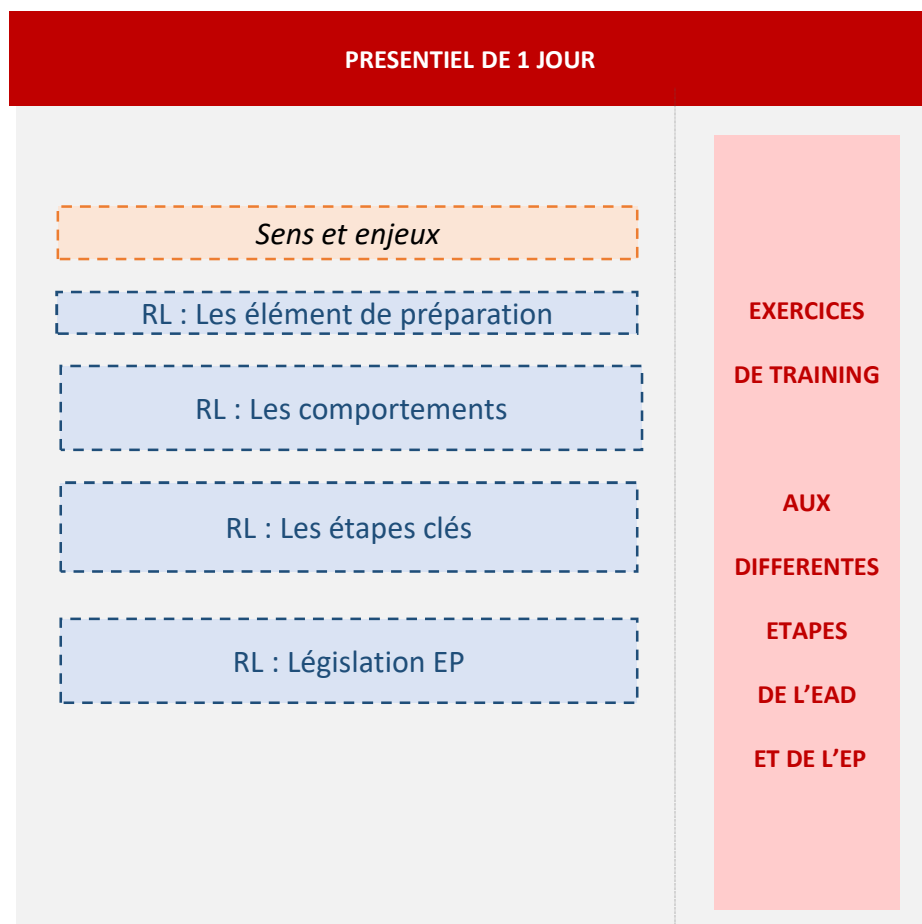 PRESENTIEL DE 1 JOUR
Sens et enjeux
RL : Les élément de préparation
RL : Les comportements
RL : Les étapes clés
RL : Législation EP
EXERCICES
DE TRAINING
AUX
DIFFERENTES
ETAPES
DE L’EAD
ET DE L’EP